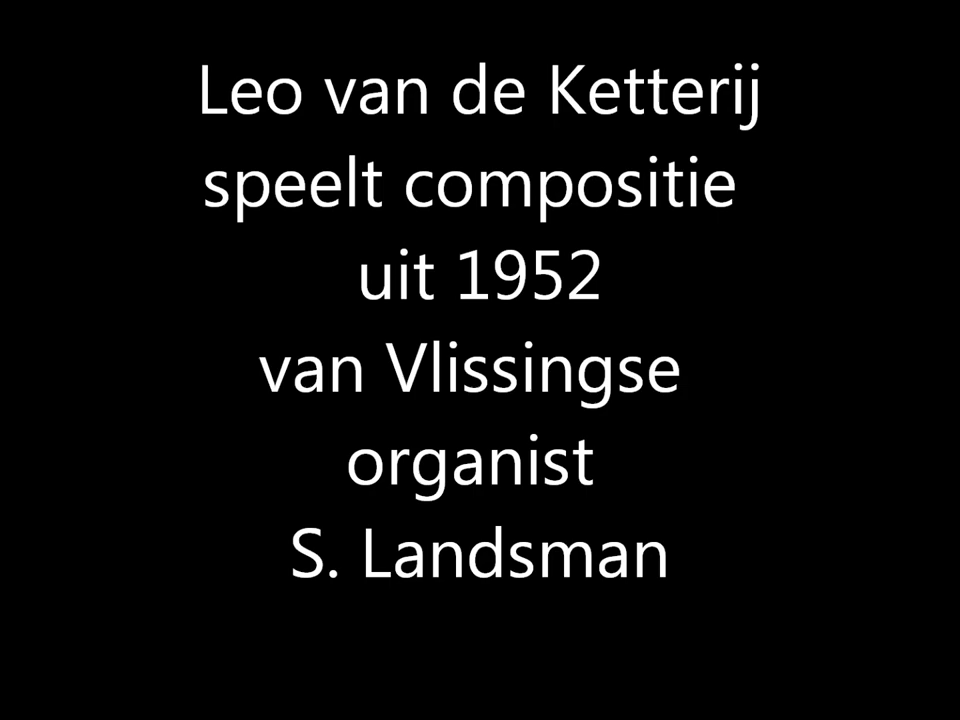 Leo van de Ketterij
speelt compositie
uit 1952
van Vlissingse
organist
S. Landsman